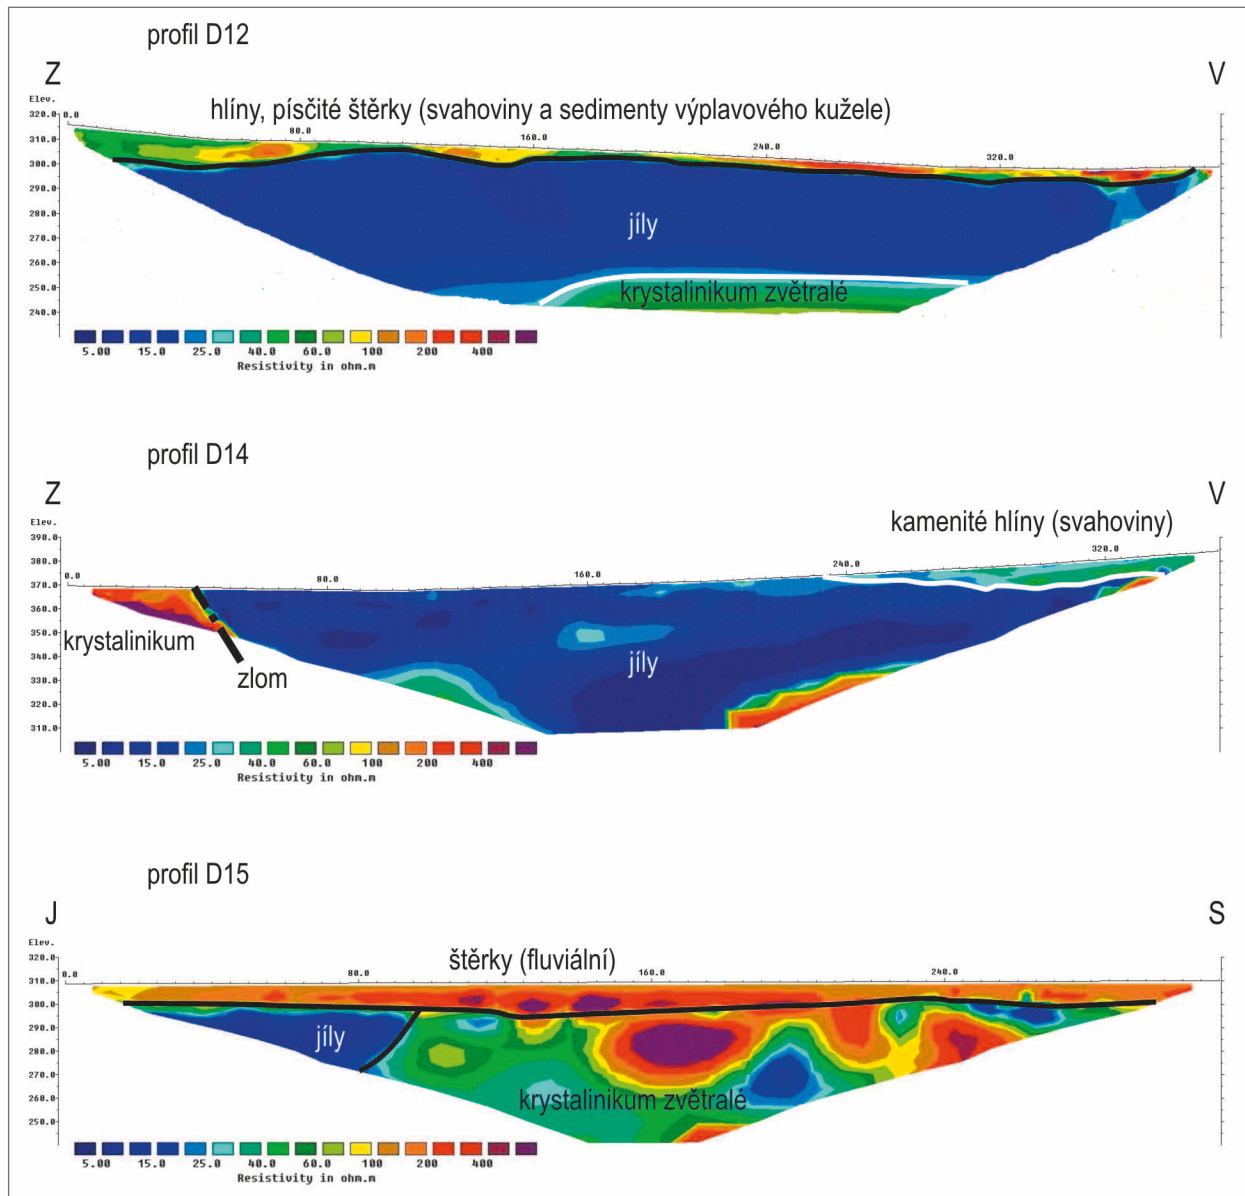 profil D12
Z
V
Elev.
hlíny, písčité štěrky (svahoviny a sedimenty výplavového kužele)
0.0 80.0 160.0 240.0 320.0
320.0
310.0
300.0
290.0
280.0
270.0
260.0
250.0
240.0
jíly
krystalinikum zvětralé
5.00 15.0 25.0 40.0 60.0 100 200 400
Resistivity in ohm.m
profil D14
Z
V
Elev.
kamenité hlíny (svahoviny)
0.0 80.0 160.0 240.0 320.0
390.0
380.0
370.0
360.0
350.0
340.0
330.0
320.0
310.0
krystalinikum
zlom
jíly
5.00 15.0 25.0 40.0 60.0 100 200 400
Resistivity in ohm.m
profil D15
J
S
Elev.
štěrky (fluviální)
0.0 80.0 160.0 240.0
320.0
310.0
300.0
290.0
280.0
270.0
260.0
250.0
jíly
krystalinikum zvětralé
5.00 15.0 25.0 40.0 60.0 100 200 400
Resistivity in ohm.m